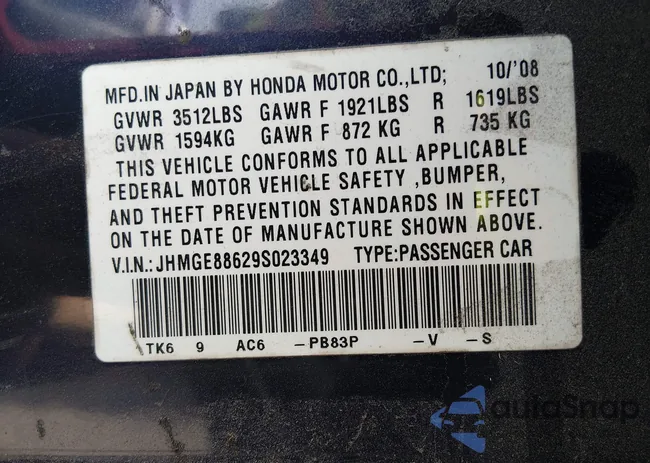 MFD.IN JAPAN BY HONDA MOTOR CO.,LTD; 10/'08
GVWR 3512LBS GAWR F 1921LBS R 1619LBS
GVWR 1594KG GAWR F 872 KG R 735 KG
THIS VEHICLE CONFORMS TO ALL APPLICABLE
FEDERAL MOTOR VEHICLE SAFETY ,BUMPER,
AND THEFT PREVENTION STANDARDS IN EFFECT
ON THE DATE OF MANUFACTURE SHOWN ABOVE.
V.I.N.:JHMGE88629S023349 TYPE:PASSENGER CAR
TK6 9 AC6 -PB83P -V -S
autoSnap